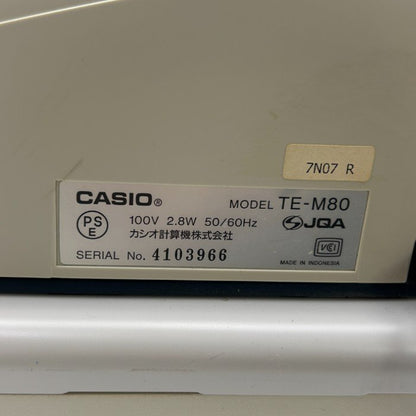 7N07 R
CASIO® MODEL TE-M80
PS E 100V 2.8W 50/60Hz JQA
カシオ計算機株式会社
VCCI
SERIAL No. 4103966 MADE IN INDONESIA